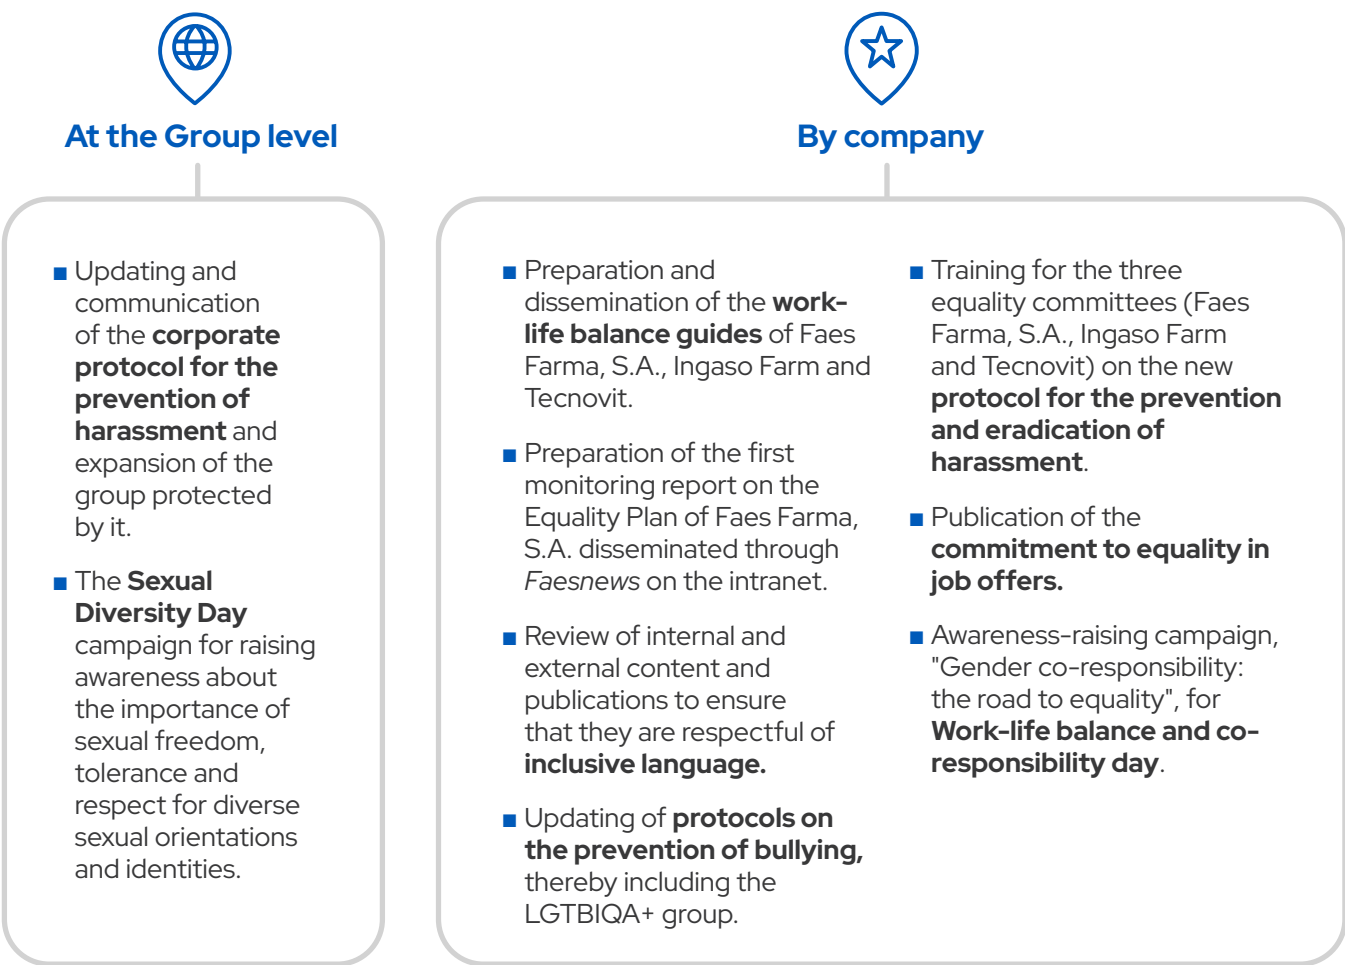 At the Group level
■ Updating and
communication
of the corporate
protocol for the
prevention of
harassment and
expansion of the
group protected
by it.
■ The Sexual
Diversity Day
campaign for raising
awareness about
the importance of
sexual freedom,
tolerance and
respect for diverse
sexual orientations
and identities.
By company
■ Preparation and
dissemination of the work-
life balance guides of Faes
Farma, S.A., Ingaso Farm and
Tecnovit.
■ Preparation of the first
monitoring report on the
Equality Plan of Faes Farma,
S.A. disseminated through
Faesnews on the intranet.
■ Review of internal and
external content and
publications to ensure
that they are respectful of
inclusive language.
■ Updating of protocols on
the prevention of bullying,
thereby including the
LGTBIQA+ group.
■ Training for the three
equality committees (Faes
Farma, S.A., Ingaso Farm
and Tecnovit) on the new
protocol for the prevention
and eradication of
harassment.
■ Publication of the
commitment to equality in
job offers.
■ Awareness-raising campaign,
"Gender co-responsibility:
the road to equality", for
Work-life balance and co-
responsibility day.